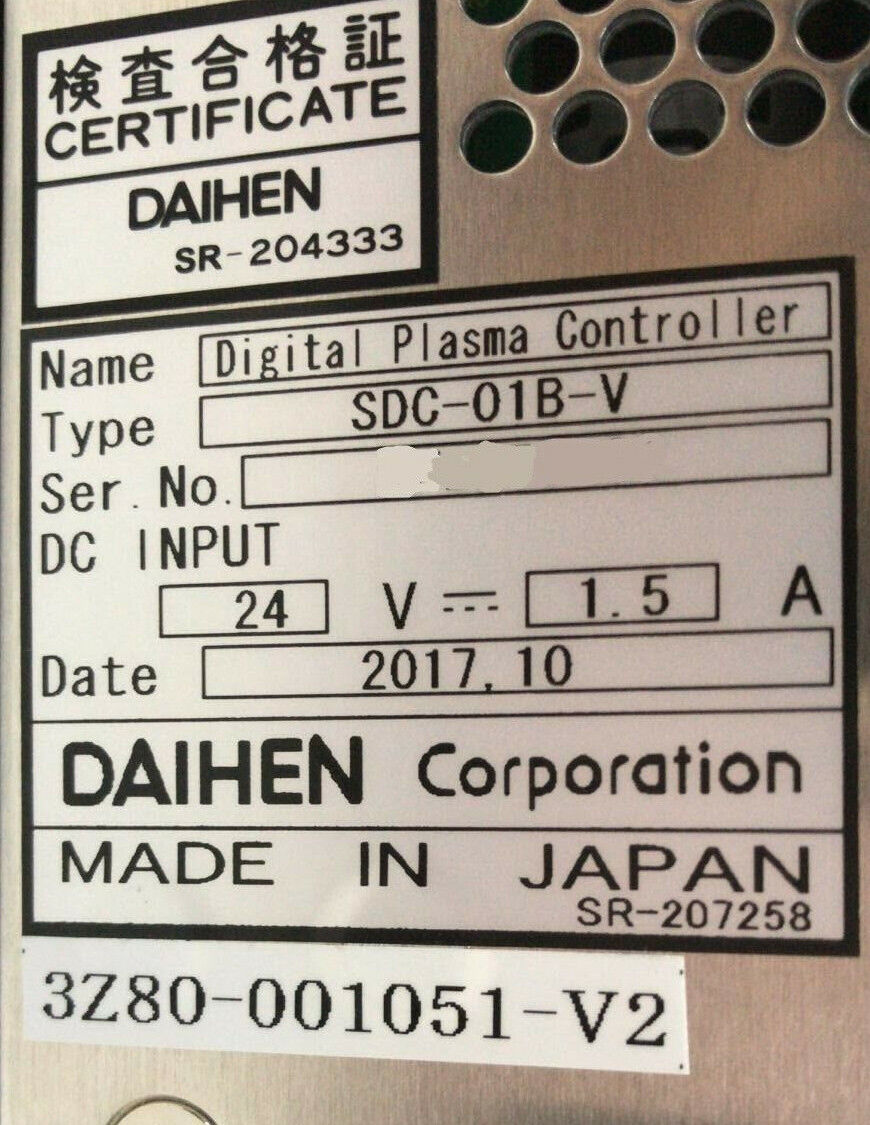 検査合格証
CERTIFICATE
DAIHEN
SR-204333
Name Digital Plasma Controller
Type SDC-01B-V
Ser.No.
DC INPUT
24 V 1.5 A
Date 2017.10
DAIHEN Corporation
MADE IN JAPAN
SR-207258
3Z80-001051-V2